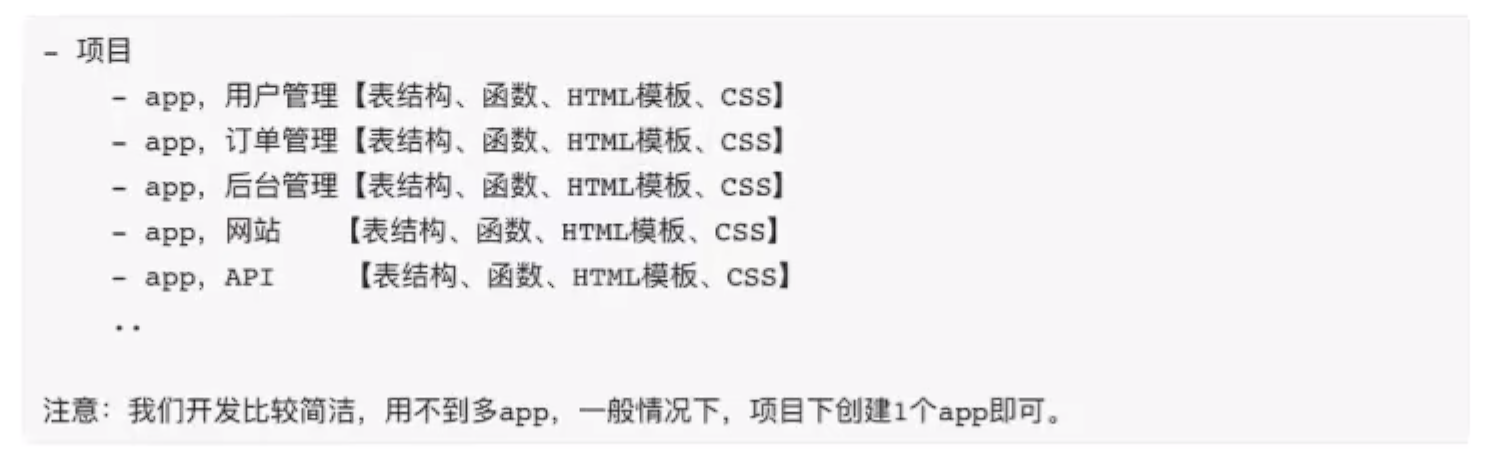 - 项目
    - app，用户管理【表结构、函数、HTML模板、CSS】
    - app，订单管理【表结构、函数、HTML模板、CSS】
    - app，后台管理【表结构、函数、HTML模板、CSS】
    - app，网站   【表结构、函数、HTML模板、CSS】
    - app，API    【表结构、函数、HTML模板、CSS】
    ..
注意：我们开发比较简洁，用不到多app，一般情况下，项目下创建1个app即可。